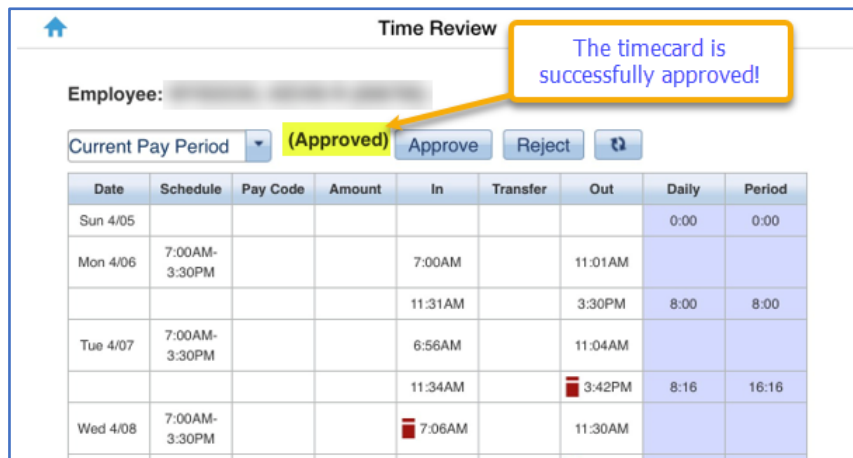 Time Review
The timecard is
successfully approved!
Employee:
Current Pay Period (Approved) Approve Reject
Date Schedule Pay Code Amount In Transfer Out Daily Period
Sun 4/05 0:00 0:00
Mon 4/06 7:00AM-
3:30PM 7:00AM 11:01AM
11:31AM 3:30PM 8:00 8:00
Tue 4/07 7:00AM-
3:30PM 6:56AM 11:04AM
11:34AM 3:42PM 8:16 16:16
Wed 4/08 7:00AM-
3:30PM 7:06AM 11:30AM